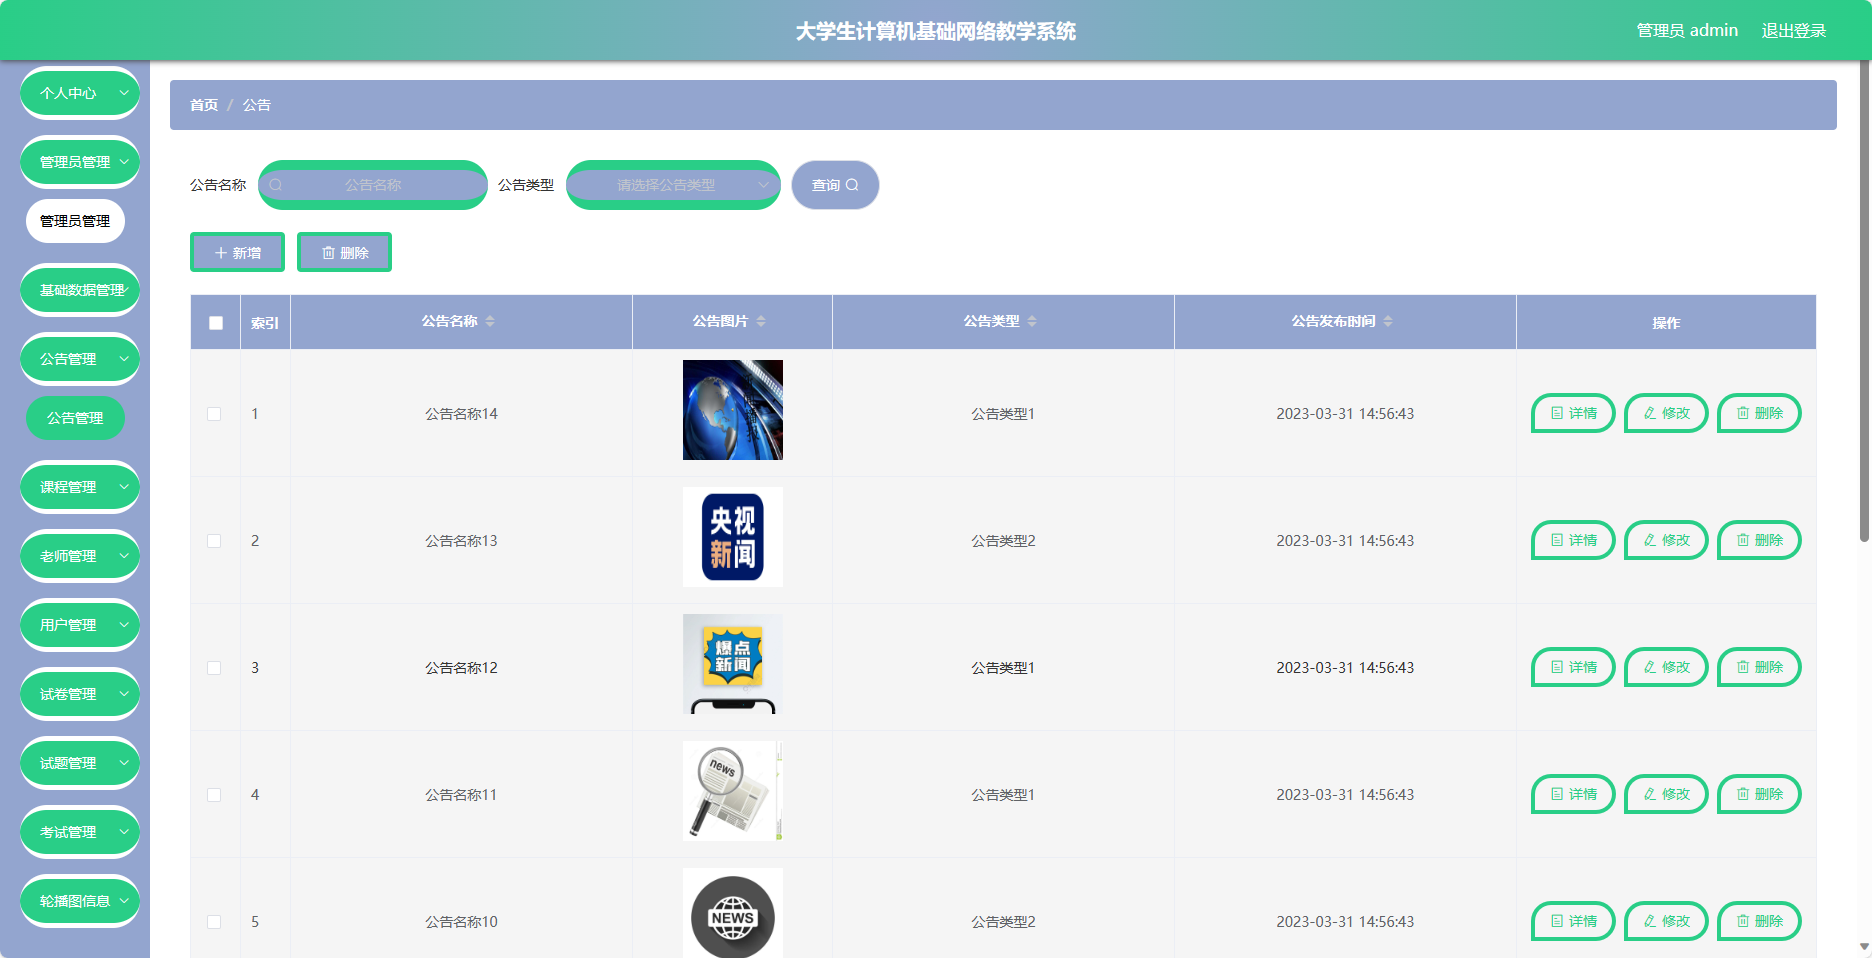 大学生计算机基础网络教学系统
管理员 admin 退出登录
个人中心
管理员管理
管理员管理
基础数据管理
公告管理
公告管理
课程管理
老师管理
用户管理
试卷管理
试题管理
考试管理
轮播图信息
首页 / 公告
公告名称 公告名称 公告类型 请选择公告类型 查询
新增 删除
索引 公告名称 公告图片 公告类型 公告发布时间 操作
1 公告名称14 公告类型1 2023-03-31 14:56:43 详情 修改 删除
央视
新闻
2 公告名称13 公告类型2 2023-03-31 14:56:43 详情 修改 删除
爆点
新闻
3 公告名称12 公告类型1 2023-03-31 14:56:43 详情 修改 删除
news
4 公告名称11 公告类型1 2023-03-31 14:56:43 详情 修改 删除
NEWS
5 公告名称10 公告类型2 2023-03-31 14:56:43 详情 修改 删除